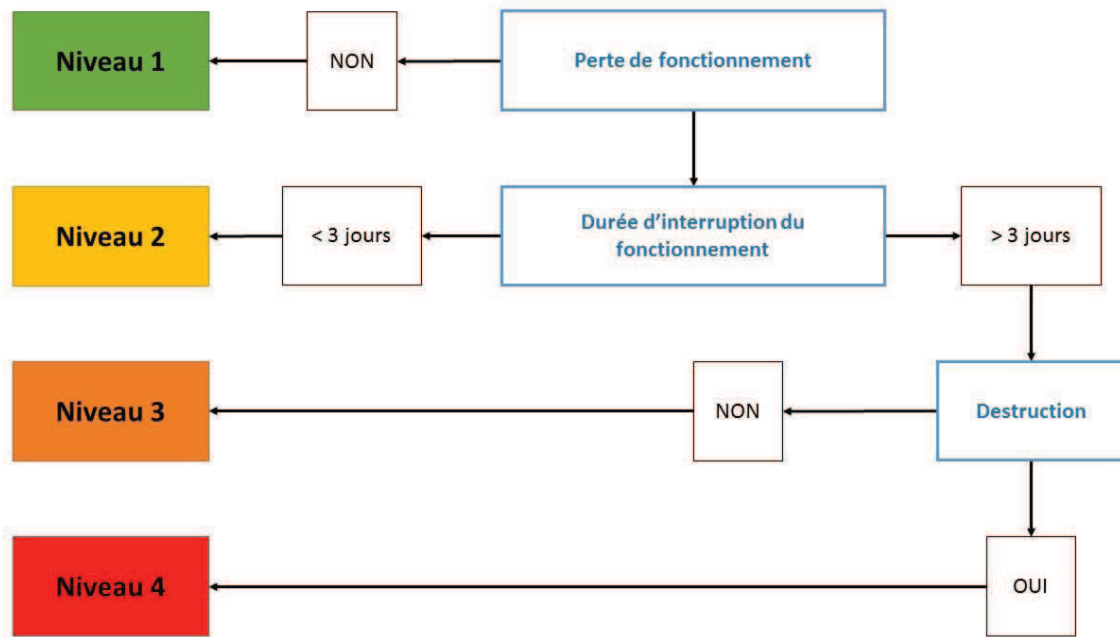 Niveau 1
NON
Perte de fonctionnement
Niveau 2
< 3 jours
Durée d’interruption du
fonctionnement
> 3 jours
Niveau 3
NON
Destruction
Niveau 4
OUI